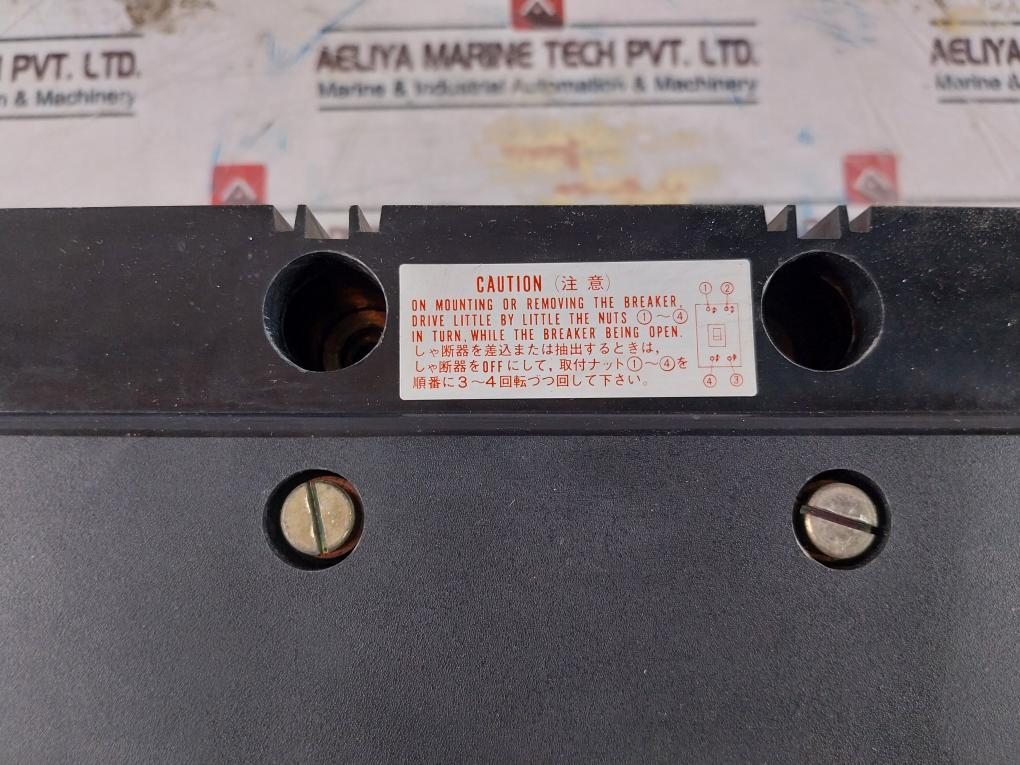 PVT. LTD.
n & Machinery
AELIYA MARINE TECH PVT. LTD.
Marine & Industrial Automation & Machinery
AELIYA
Marine &
CAUTION (注意)
ON MOUNTING OR REMOVING THE BREAKER,
DRIVE LITTLE BY LITTLE THE NUTS ①～④
IN TURN, WHILE THE BREAKER BEING OPEN.
しゃ断器を差込または抽出するときは,
しゃ断器をOFFにして, 取付ナット①～④を
順番に3～4回転づつ回して下さい。
① ②
④ ③